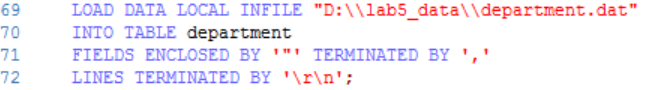 69 LOAD DATA LOCAL INFILE "D:\\lab5_data\\department.dat"
70 INTO TABLE department
71 FIELDS ENCLOSED BY '"' TERMINATED BY ','
72 LINES TERMINATED BY '\r\n';